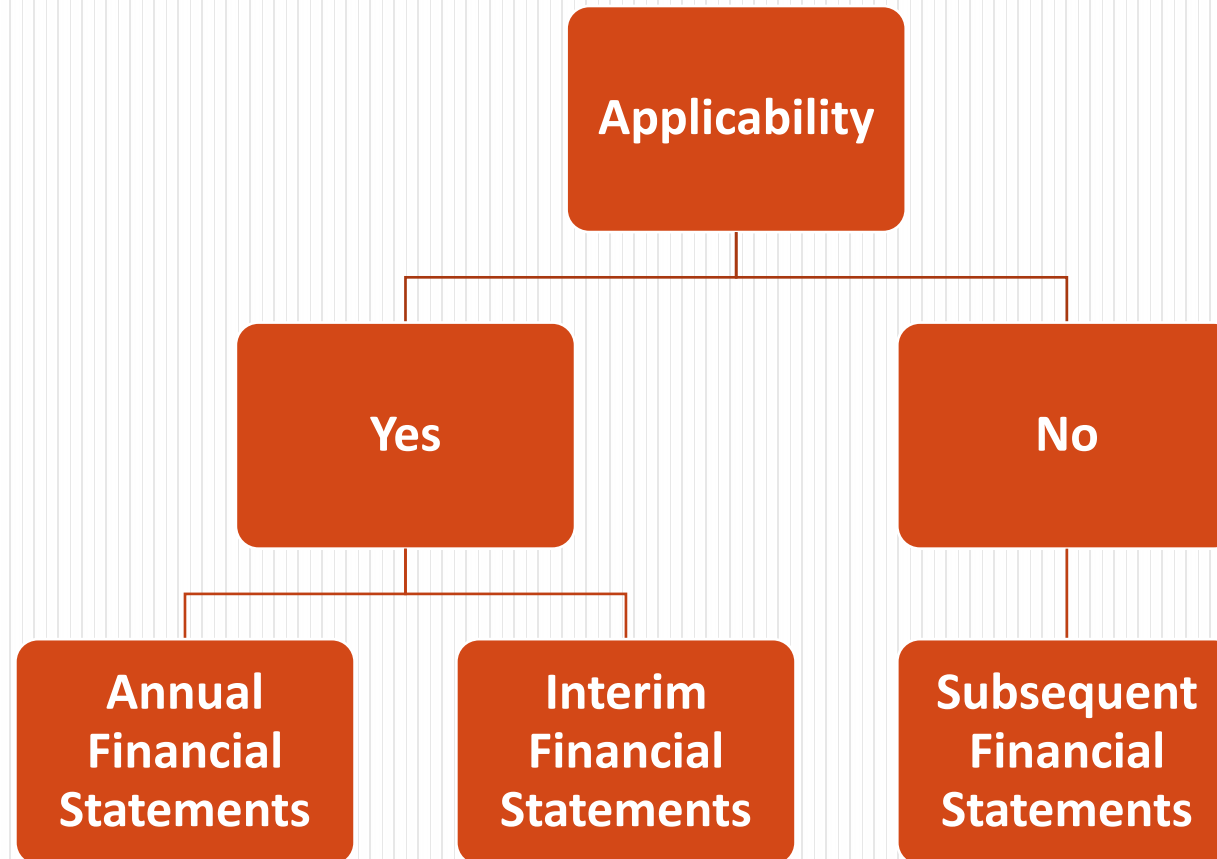 Applicability
Yes
No
Annual
Financial
Statements
Interim
Financial
Statements
Subsequent
Financial
Statements